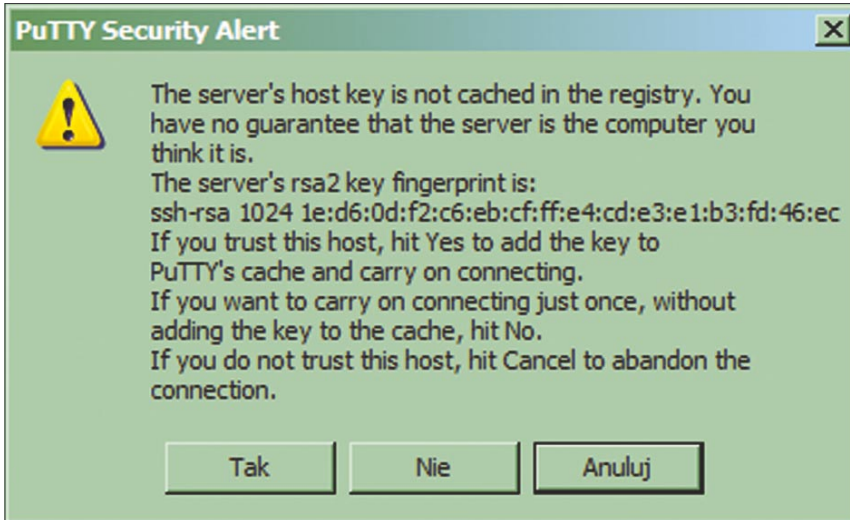 PuTTY Security Alert
The server's host key is not cached in the registry. You
have no guarantee that the server is the computer you
think it is.
The server's rsa2 key fingerprint is:
ssh-rsa 1024 1e:d6:0d:f2:c6:eb:cf:ff:e4:cd:e3:e1:b3:fd:46:ec
If you trust this host, hit Yes to add the key to
PuTTY's cache and carry on connecting.
If you want to carry on connecting just once, without
adding the key to the cache, hit No.
If you do not trust this host, hit Cancel to abandon the
connection.
Tak Nie Anuluj